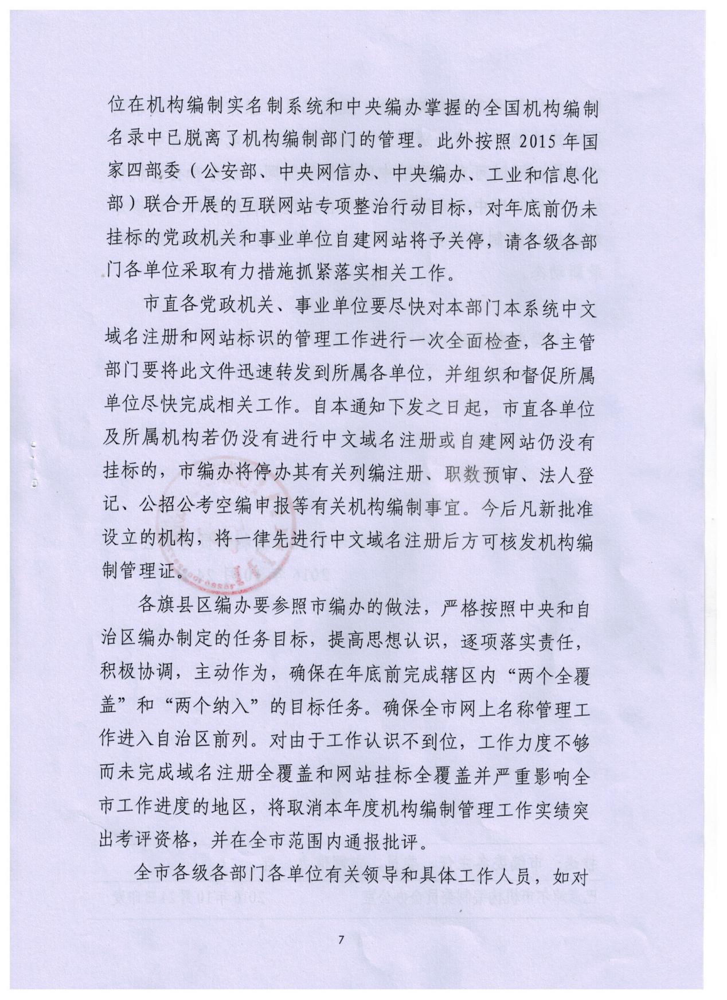 位在机构编制实名制系统和中央编办掌握的全国机构编制
名录中已脱离了机构编制部门的管理。此外按照 2015 年国
家四部委（公安部、中央网信办、中央编办、工业和信息化
部）联合开展的互联网站专项整治行动目标，对年底前仍未
挂标的党政机关和事业单位自建网站将予关停，请各级各部
门各单位采取有力措施抓紧落实相关工作。
市直各党政机关、事业单位要尽快对本部门本系统中文
域名注册和网站标识的管理工作进行一次全面检查，各主管
部门要将此文件迅速转发到所属各单位，并组织和督促所属
单位尽快完成相关工作。自本通知下发之日起，市直各单位
及所属机构若仍没有进行中文域名注册或自建网站仍没有
挂标的，市编办将停办其有关列编注册、职数预审、法人登
记、公招公考空编申报等有关机构编制事宜。今后凡新批准
设立的机构，将一律先进行中文域名注册后方可核发机构编
制管理证。
各旗县区编办要参照市编办的做法，严格按照中央和自
治区编办制定的任务目标，提高思想认识，逐项落实责任，
积极协调，主动作为，确保在年底前完成辖区内“两个全覆
盖”和“两个纳入”的目标任务。确保全市网上名称管理工
作进入自治区前列。对由于工作认识不到位，工作力度不够
而未完成域名注册全覆盖和网站挂标全覆盖并严重影响全
市工作进度的地区，将取消本年度机构编制管理工作实绩突
出考评资格，并在全市范围内通报批评。
全市各级各部门各单位有关领导和具体工作人员，如对
7